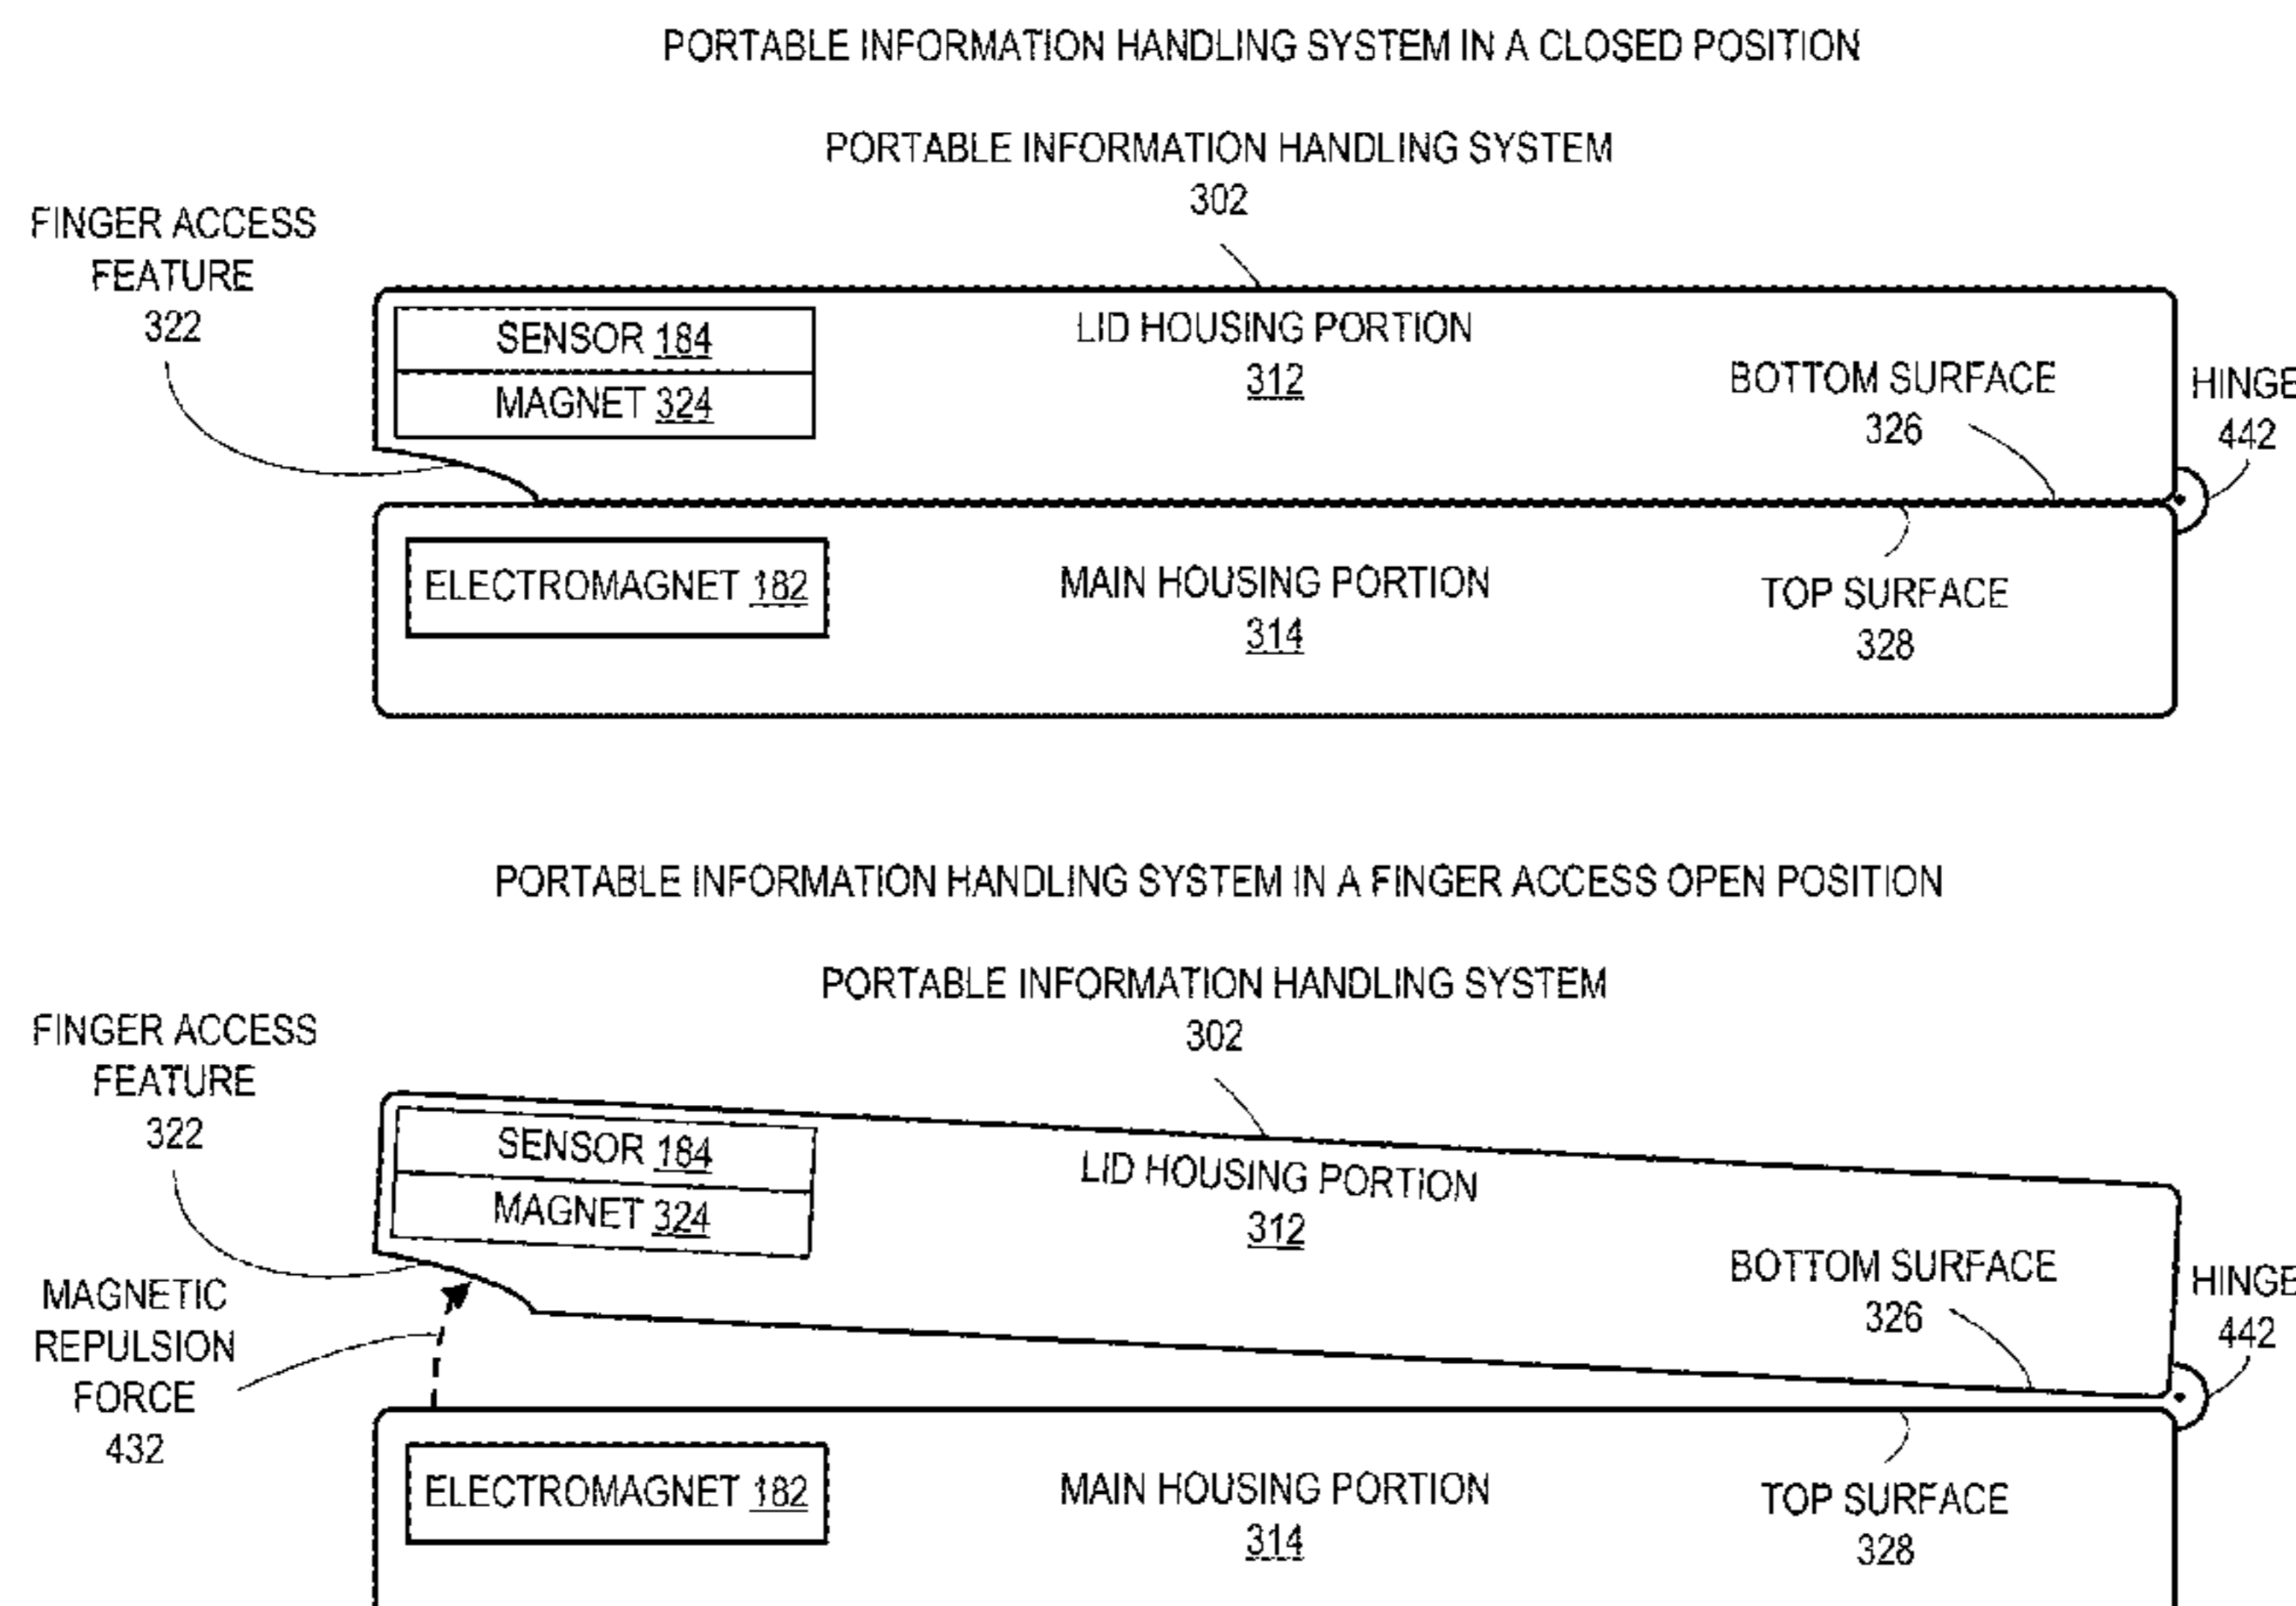 PORTABLE INFORMATION HANDLING SYSTEM IN A CLOSED POSITION
PORTABLE INFORMATION HANDLING SYSTEM
302
FINGER ACCESS
FEATURE
322
SENSOR 184
MAGNET 324
LID HOUSING PORTION
312
BOTTOM SURFACE
326
HINGE
442
ELECTROMAGNET 182
MAIN HOUSING PORTION
314
TOP SURFACE
328
PORTABLE INFORMATION HANDLING SYSTEM IN A FINGER ACCESS OPEN POSITION
PORTABLE INFORMATION HANDLING SYSTEM
302
FINGER ACCESS
FEATURE
322
SENSOR 184
MAGNET 324
LID HOUSING PORTION
312
BOTTOM SURFACE
326
HINGE
442
MAGNETIC
REPULSION
FORCE
432
ELECTROMAGNET 182
MAIN HOUSING PORTION
314
TOP SURFACE
328